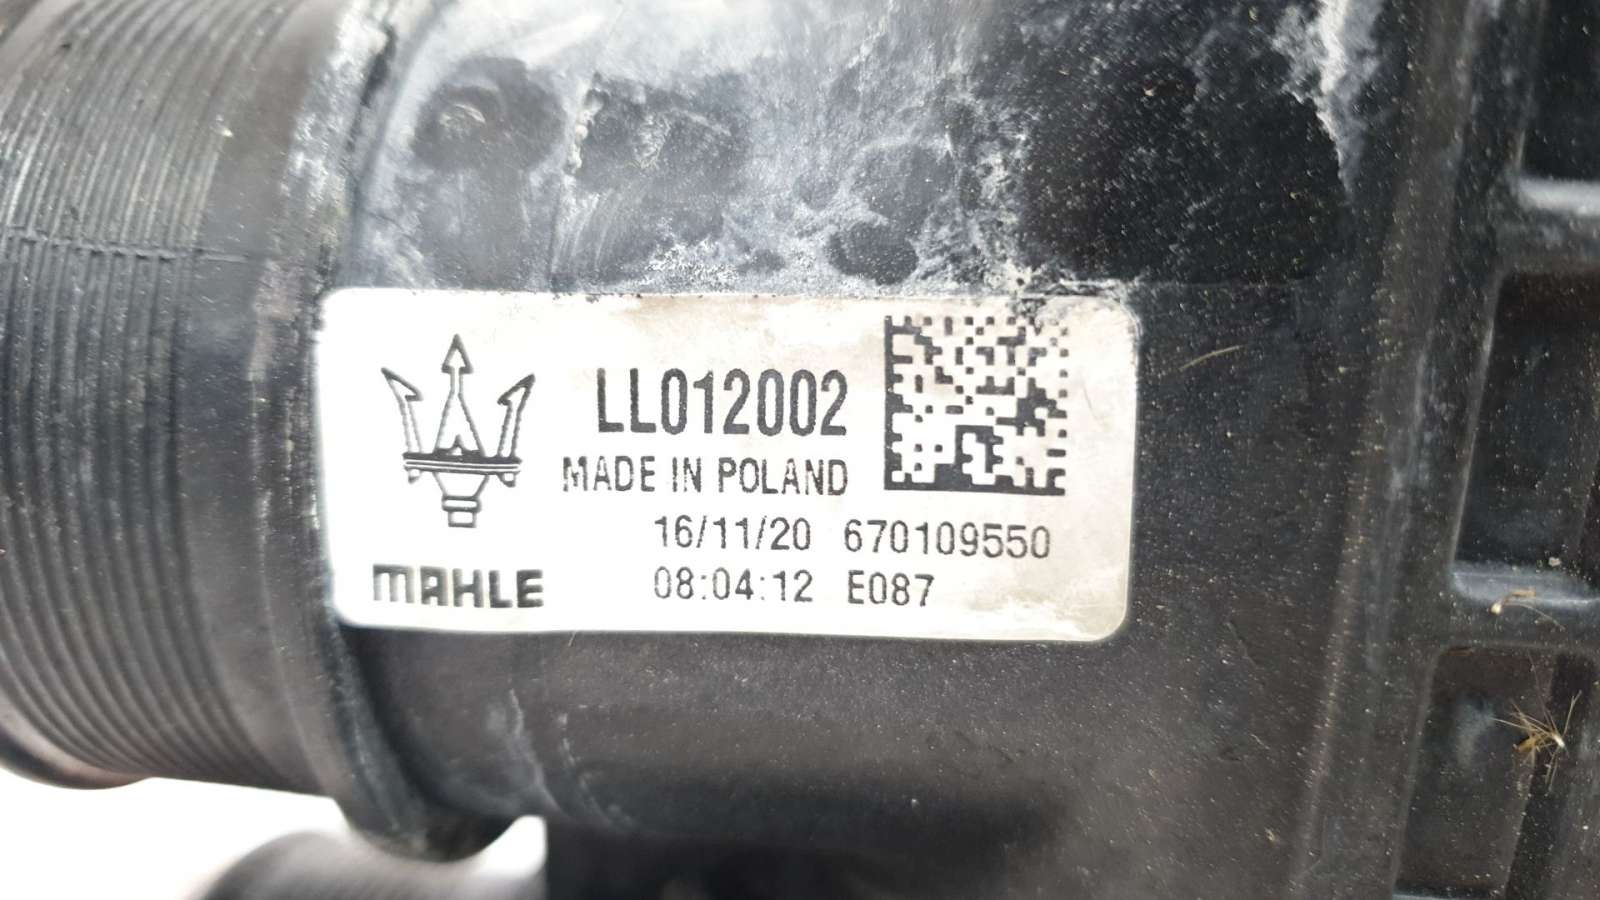 LL012002
MADE IN POLAND
16/11/20 670109550
08:04:12 E087
MAHLE